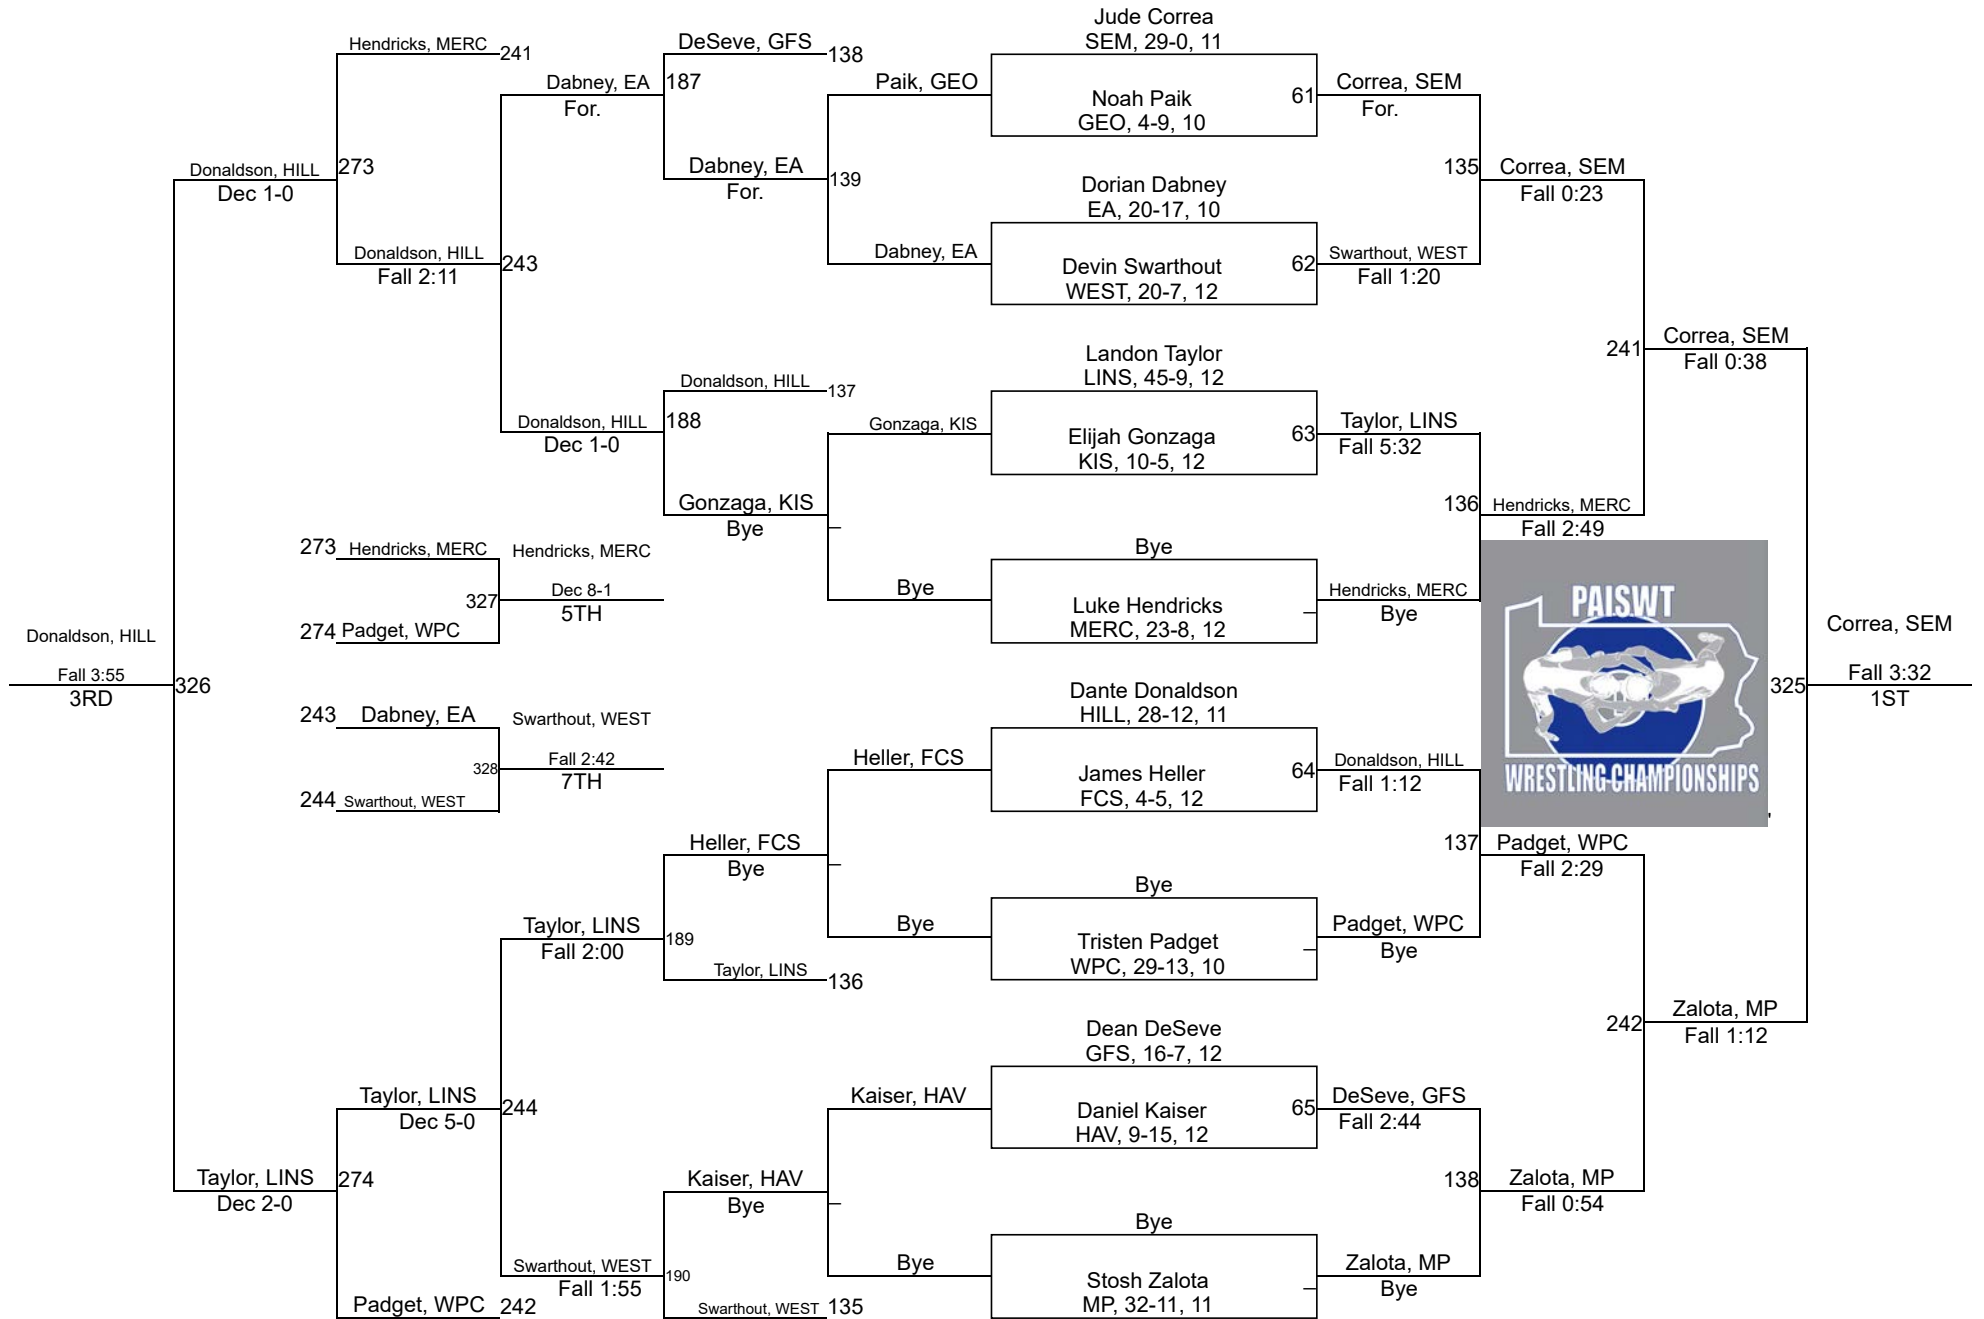 Hendricks, MERC
241
Donaldson, HILL
Dec 1-0
273
Donaldson, HILL
Fall 2:11
243
Dabney, EA
For.
187
DeSeve, GFS
138
Dabney, EA
For.
139
Paik, GEO
Dabney, EA
Donaldson, HILL
Dec 1-0
188
Donaldson, HILL
137
Gonzaga, KIS
Bye
Gonzaga, KIS
Bye
Jude Correa
SEM, 29-0, 11
Noah Paik
GEO, 4-9, 10
61
Correa, SEM
For.
Dorian Dabney
EA, 20-17, 10
Devin Swarthout
WEST, 20-7, 12
62
Swarthout, WEST
Fall 1:20
135
Correa, SEM
Fall 0:23
Landon Taylor
LINS, 45-9, 12
Elijah Gonzaga
KIS, 10-5, 12
63
Taylor, LINS
Fall 5:32
Bye
Luke Hendricks
MERC, 23-8, 12
Hendricks, MERC
Bye
136
Hendricks, MERC
Fall 2:49
241
Correa, SEM
Fall 0:38
273
Hendricks, MERC
274
Padget, WPC
327
Hendricks, MERC
Dec 8-1
5TH
Donaldson, HILL
Fall 3:55
3RD
326
243
Dabney, EA
244
Swarthout, WEST
328
Swarthout, WEST
Fall 2:42
7TH
PAISWT
WRESTLING CHAMPIONSHIPS
325
Correa, SEM
Fall 3:32
1ST
Dante Donaldson
HILL, 28-12, 11
James Heller
FCS, 4-5, 12
64
Donaldson, HILL
Fall 1:12
Bye
Tristen Padget
WPC, 29-13, 10
Padget, WPC
Bye
137
Padget, WPC
Fall 2:29
Heller, FCS
Bye
Heller, FCS
Bye
Taylor, LINS
Fall 2:00
189
Taylor, LINS
136
Dean DeSeve
GFS, 16-7, 12
Daniel Kaiser
HAV, 9-15, 12
65
DeSeve, GFS
Fall 2:44
Bye
Stosh Zalota
MP, 32-11, 11
Zalota, MP
Bye
138
Zalota, MP
Fall 0:54
242
Zalota, MP
Fall 1:12
Kaiser, HAV
Bye
Kaiser, HAV
Bye
Taylor, LINS
Dec 5-0
244
Taylor, LINS
Dec 2-0
274
Swarthout, WEST
Fall 1:55
190
Swarthout, WEST
135
Padget, WPC
242